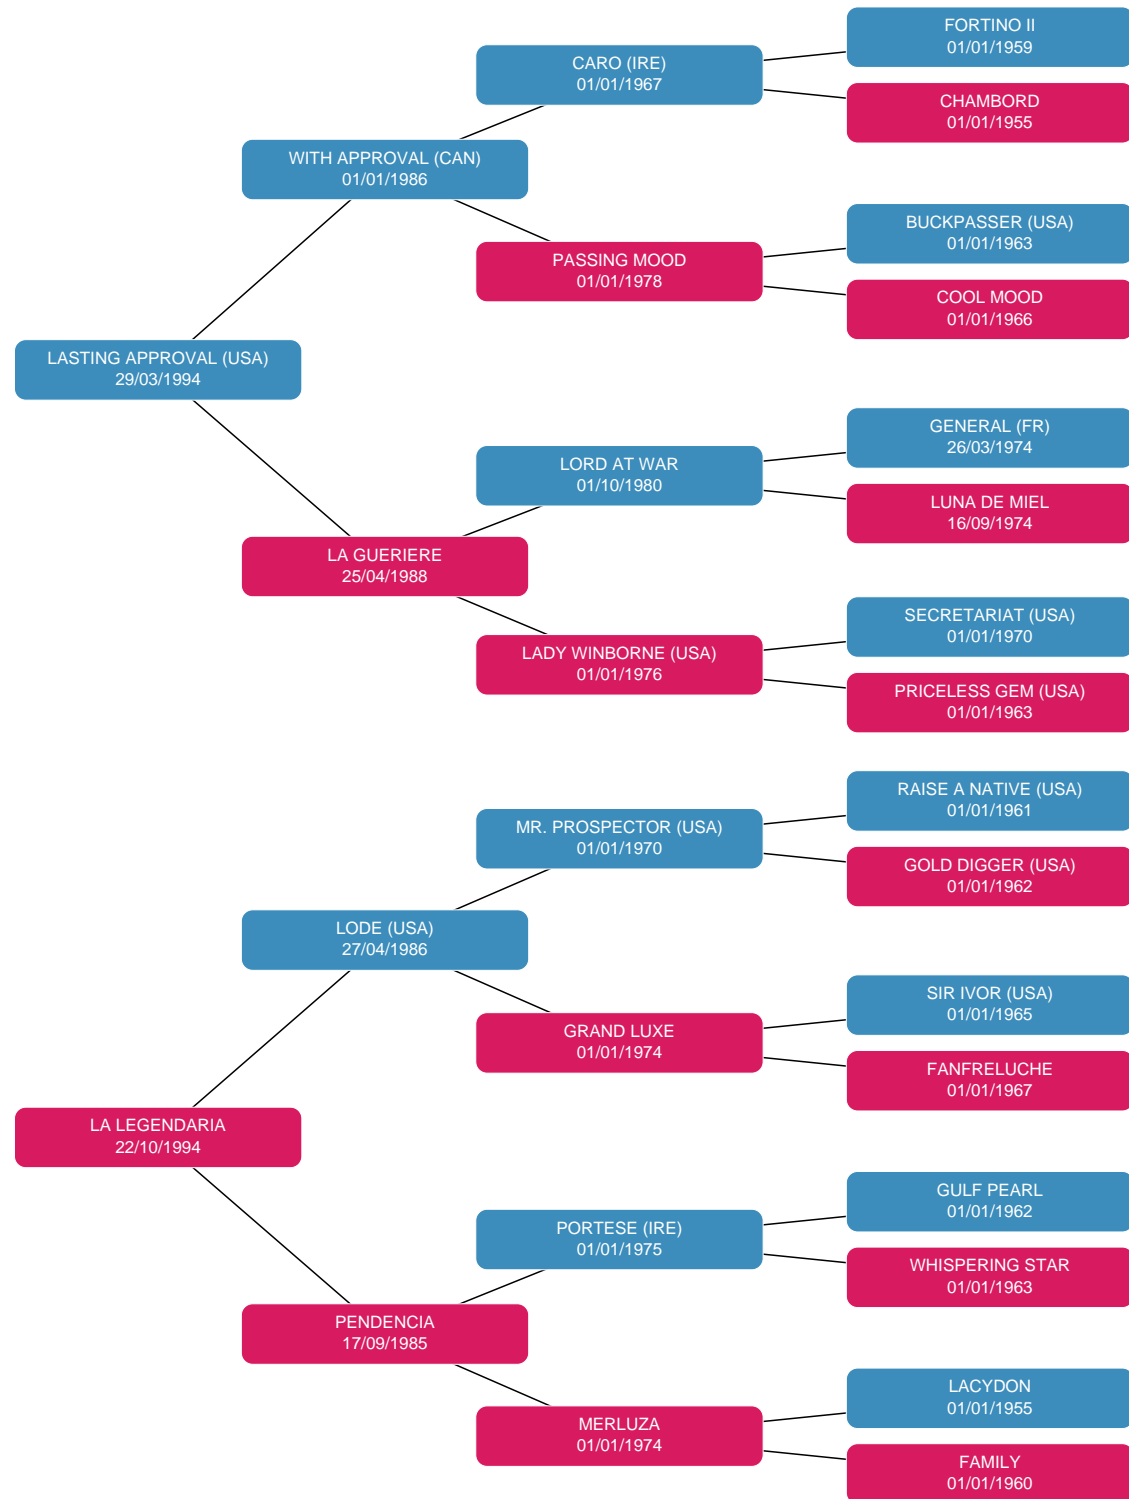 FORTINO II
01/01/1959
CARO (IRE)
01/01/1967
CHAMBORD
01/01/1955
WITH APPROVAL (CAN)
01/01/1986
BUCKPASSER (USA)
01/01/1963
PASSING MOOD
01/01/1978
COOL MOOD
01/01/1966
LASTING APPROVAL (USA)
29/03/1994
GENERAL (FR)
26/03/1974
LORD AT WAR
01/10/1980
LUNA DE MIEL
16/09/1974
LA GUERIERE
25/04/1988
SECRETARIAT (USA)
01/01/1970
LADY WINBORNE (USA)
01/01/1976
PRICELESS GEM (USA)
01/01/1963
RAISE A NATIVE (USA)
01/01/1961
MR. PROSPECTOR (USA)
01/01/1970
GOLD DIGGER (USA)
01/01/1962
LODE (USA)
27/04/1986
SIR IVOR (USA)
01/01/1965
GRAND LUXE
01/01/1974
FANFRELUCHE
01/01/1967
LA LEGENDARIA
22/10/1994
GULF PEARL
01/01/1962
PORTESE (IRE)
01/01/1975
WHISPERING STAR
01/01/1963
PENDENCIA
17/09/1985
LACYDON
01/01/1955
MERLUZA
01/01/1974
FAMILY
01/01/1960